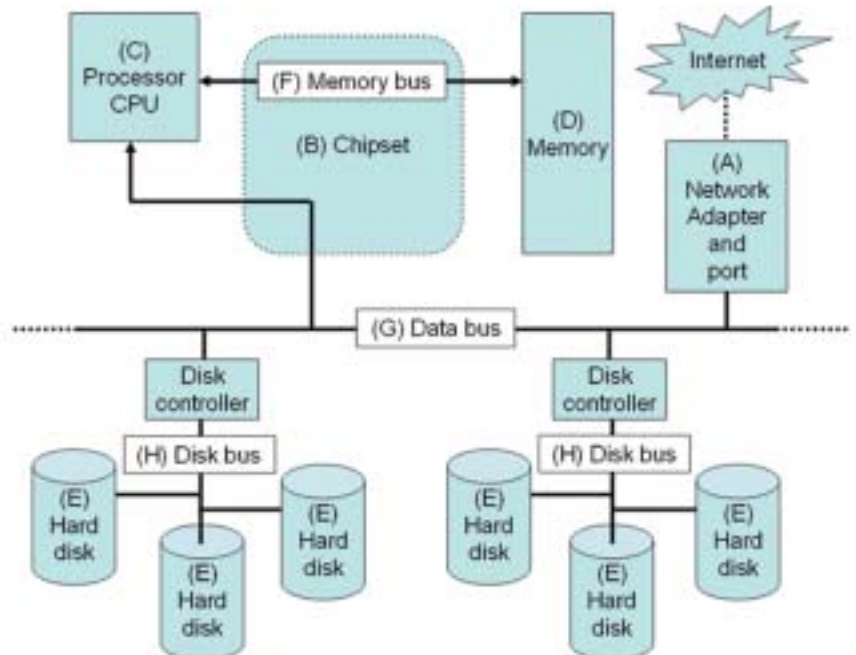 (C)
Processor
CPU
(F) Memory bus
(B) Chipset
(D)
Memory
Internet
(A)
Network
Adapter
and
port
(G) Data bus
Disk
controller
(H) Disk bus
(E)
Hard
disk
(E)
Hard
disk
(E)
Hard
disk
Disk
controller
(H) Disk bus
(E)
Hard
disk
(E)
Hard
disk
(E)
Hard
disk